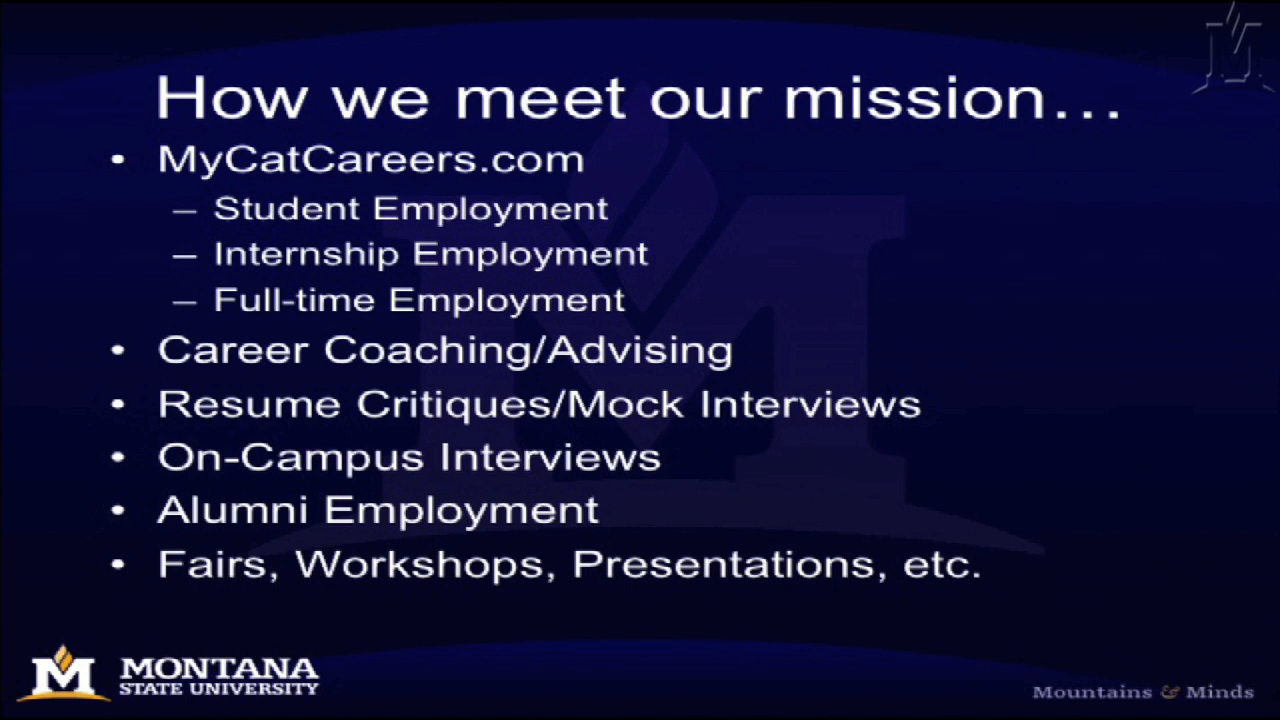 How we meet our mission…
• MyCatCareers.com
– Student Employment
– Internship Employment
– Full-time Employment
• Career Coaching/Advising
• Resume Critiques/Mock Interviews
• On-Campus Interviews
• Alumni Employment
• Fairs, Workshops, Presentations, etc.
M MONTANA
STATE UNIVERSITY
Mountains & Minds